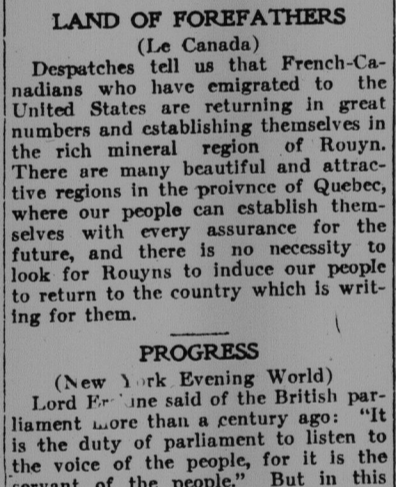 LAND OF FOREFATHERS
(Le Canada)
Despatches tell us that French-Ca-
nadians who have emigrated to the
United States are returning in great
numbers and establishing themselves in
the rich mineral region of Rouyn.
There are many beautiful and attrac-
tive regions in the proivnce of Quebec,
where our people can establish them-
selves with every assurance for the
future, and there is no necessity to
look for Rouyns to induce our people
to return to the country which is writ-
ing for them.
PROGRESS
(New York Evening World)
Lord said of the British par-
liament more than a century ago: "It
is the duty of parliament to listen to
the voice of the people, for it is the
servant of the people." But in this